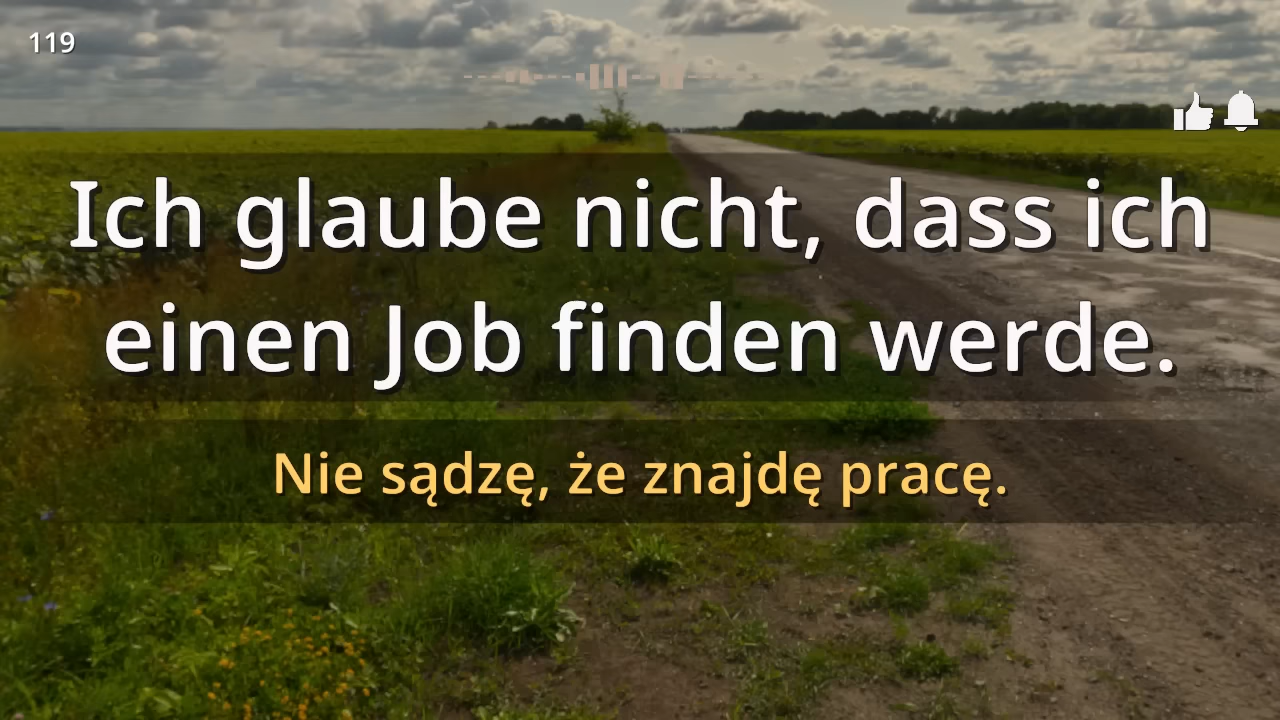 119
Ich glaube nicht, dass ich
einen Job finden werde.
Nie sądzę, że znajdę pracę.